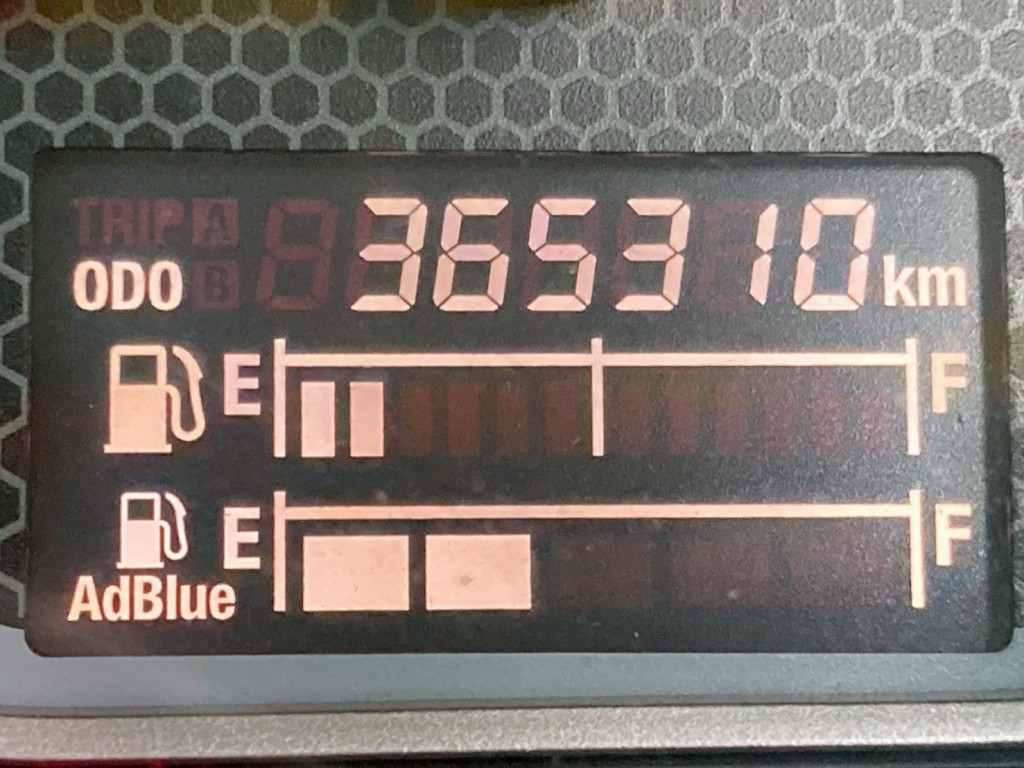 TRIP A
ODO B 365310 km
E F
E F
AdBlue